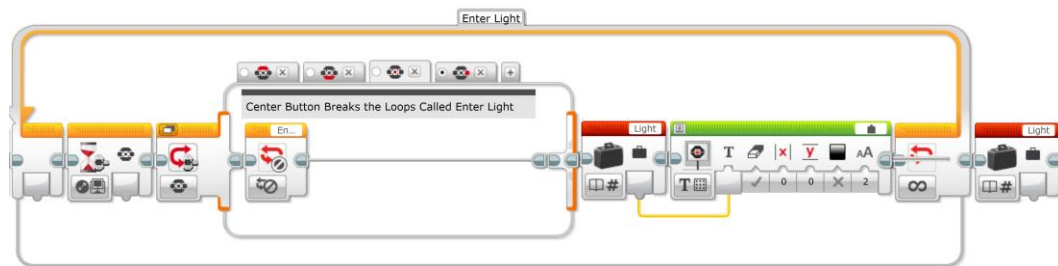 Enter Light
Center Button Breaks the Loops Called Enter Light
En...
Light
Light
T
x
y
AA
#
T
0
0
2
#